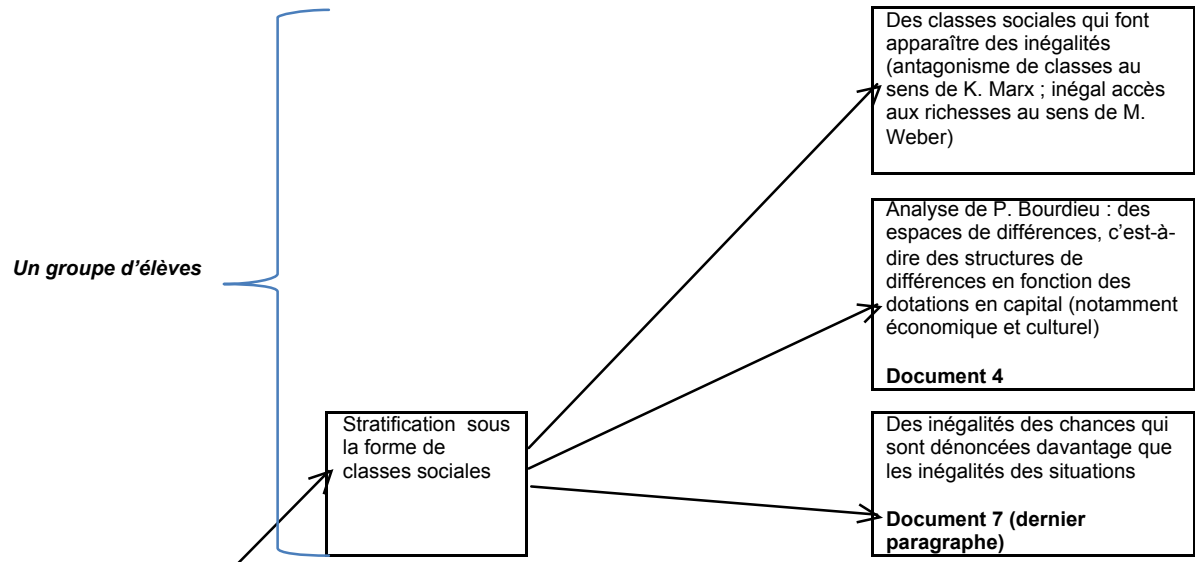 Des classes sociales qui font
apparaître des inégalités
(antagonisme de classes au
sens de K. Marx ; inégal accès
aux richesses au sens de M.
Weber)
Analyse de P. Bourdieu : des
espaces de différences, c'est-à-
dire des structures de
différences en fonction des
dotations en capital (notamment
économique et culturel)
Document 4
Un groupe d'élèves
Stratification sous
la forme de
classes sociales
Des inégalités des chances qui
sont dénoncées davantage que
les inégalités des situations
Document 7 (dernier
paragraphe)